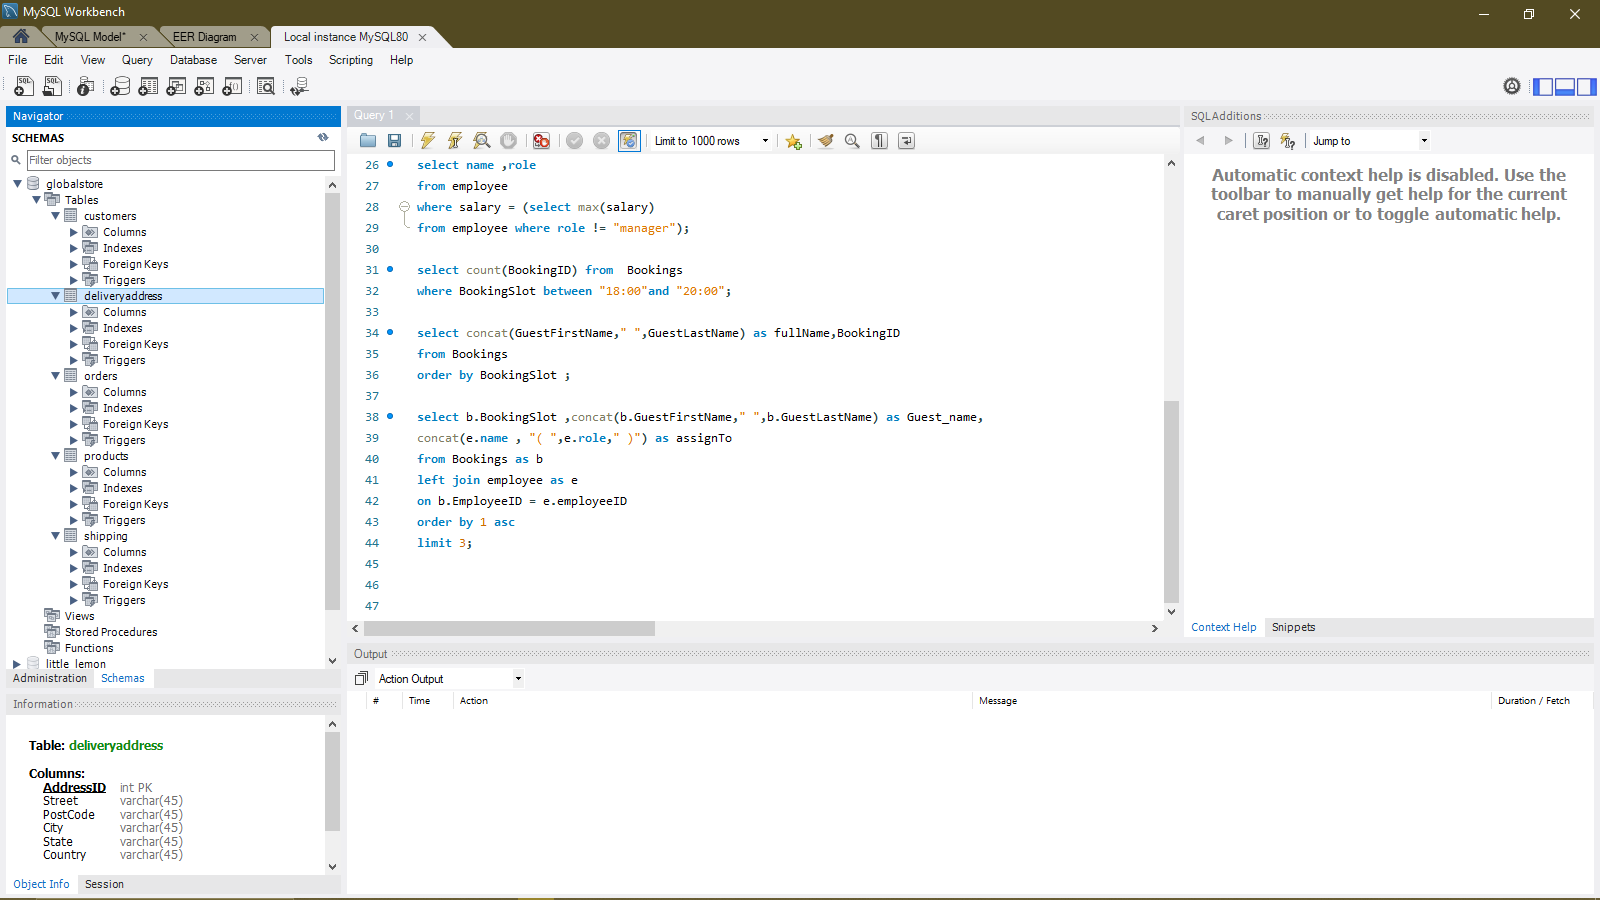 MySQL Workbench
MySQL Model*
EER Diagram
Local instance MySQL80
File Edit View Query Database Server Tools Scripting Help
Navigator
SCHEMAS
Filter objects
globalstore
Tables
customers
Columns
Indexes
Foreign Keys
Triggers
deliveryaddress
Columns
Indexes
Foreign Keys
Triggers
orders
Columns
Indexes
Foreign Keys
Triggers
products
Columns
Indexes
Foreign Keys
Triggers
shipping
Columns
Indexes
Foreign Keys
Triggers
Views
Stored Procedures
Functions
little_lemon
Administration Schemas
Information
Table: deliveryaddress
Columns:
AddressID int PK
Street varchar(45)
PostCode varchar(45)
City varchar(45)
State varchar(45)
Country varchar(45)
Object Info Session
Query 1
Limit to 1000 rows
26 select name ,role
27 from employee
28 where salary = (select max(salary)
29 from employee where role != "manager");
30
31 select count(BookingID) from  Bookings
32 where BookingSlot between "18:00"and "20:00";
33
34 select concat(GuestFirstName," ",GuestLastName) as fullName,BookingID
35 from Bookings
36 order by BookingSlot ;
37
38 select b.BookingSlot ,concat(b.GuestFirstName," ",b.GuestLastName) as Guest_name,
39 concat(e.name , "( ",e.role," )") as assignTo
40 from Bookings as b
41 left join employee as e
42 on b.EmployeeID = e.employeeID
43 order by 1 asc
44 limit 3;
45
46
47
SQLAdditions
Jump to
Automatic context help is disabled. Use the
toolbar to manually get help for the current
caret position or to toggle automatic help.
Context Help Snippets
Output
Action Output
# Time Action Message Duration / Fetch